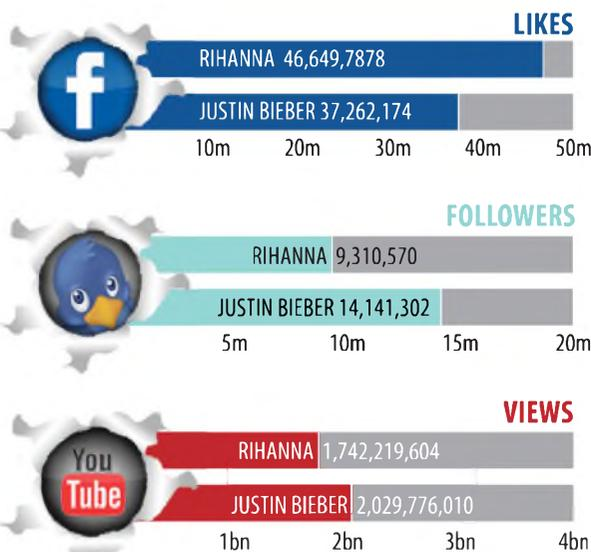 LIKES
f
RIHANNA 46,649,7878
JUSTIN BIEBER 37,262,174
10m 20m 30m 40m 50m
FOLLOWERS
RIHANNA 9,310,570
JUSTIN BIEBER 14,141,302
5m 10m 15m 20m
VIEWS
You
Tube
RIHANNA 1,742,219,604
JUSTIN BIEBER 2,029,776,010
1bn 2bn 3bn 4bn